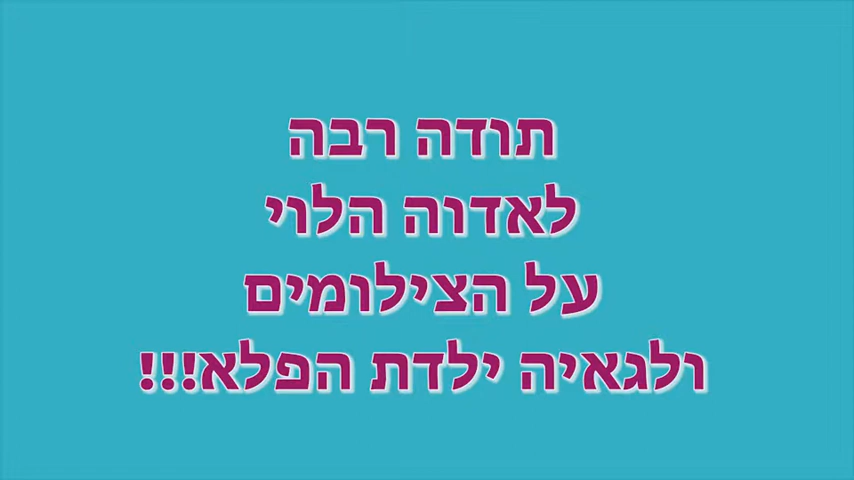 תודה רבה
לאדוה הלוי
על הצילומים
ולגאיה ילדת הפלא!!!